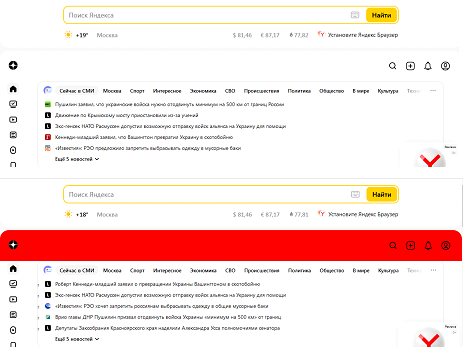 Поиск Яндекса
Найти
+19° Москва $ 81,46 € 87,17 77,82 Установите Яндекс Браузер
Сейчас в СМИ Москва Спорт Интересное Экономика СВО Происшествия Политика Общество В мире Культура
Пушилин заявил, что украинские войска нужно отодвинуть минимум на 500 км от границ России
Движение по Крымскому мосту приостановили из-за учений
Экс-генсек НАТО Расмуссен допустил возможную отправку войск альянса на Украину для помощи
Кеннеди-младший заявил, что Вашингтон превратил Украину в скотобойню
«Известия»: РЭО предложило запретить выбрасывать одежду в мусорные баки
Ещё 5 новостей
Поиск Яндекса
Найти
+18° Москва $ 81,46 € 87,17 77,81 Установите Яндекс Браузер
Сейчас в СМИ Москва Спорт Интересное Экономика СВО Происшествия Политика Общество В мире Культура
Роберт Кеннеди-младший заявил о превращении Украины Вашингтоном в скотобойню
Экс-генсек НАТО Расмуссен допустил возможную отправку войск альянса на Украину для помощи
«Известия»: РЭО хочет запретить россиянам выбрасывать одежду в общие мусорные баки
Врио главы ДНР Пушилин призвал отодвинуть войска Украины «минимум на 500 км» от границ
Депутаты Заксобрания Красноярского края наделили Александра Усса полномочиями сенатора
Ещё 5 новостей